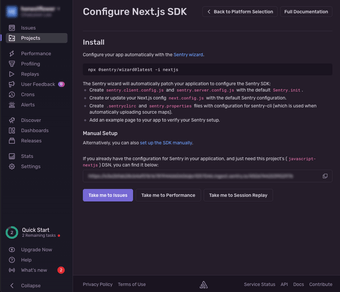 Configure Next.js SDK
Back to Platform Selection
Full Documentation
Issues
Projects
Performance
Profiling
Replays
User Feedback
Crons
Alerts
Discover
Dashboards
Releases
Stats
Settings
Quick Start
2 Remaining tasks
Upgrade Now
Help
What's new 2
Collapse
Install
Configure your app automatically with the Sentry wizard.
npx @sentry/wizard@latest -i nextjs
The Sentry wizard will automatically patch your application to configure the Sentry SDK:
Create sentry.client.config.js and sentry.server.config.js with the default Sentry.init.
Create or update your Next.js config next.config.js with the default Sentry configuration.
Create .sentryclirc and sentry.properties files with configuration for sentry-cli (which is used when
automatically uploading source maps).
Add an example page to your app to verify your Sentry setup.
Manual Setup
Alternatively, you can also set up the SDK manually.
If you already have the configuration for Sentry in your application, and just need this project's ( javascript-
nextjs ) DSN, you can find it below:
Take me to Issues
Take me to Performance
Take me to Session Replay
Privacy Policy
Terms of Use
Service Status
API
Docs
Contribute